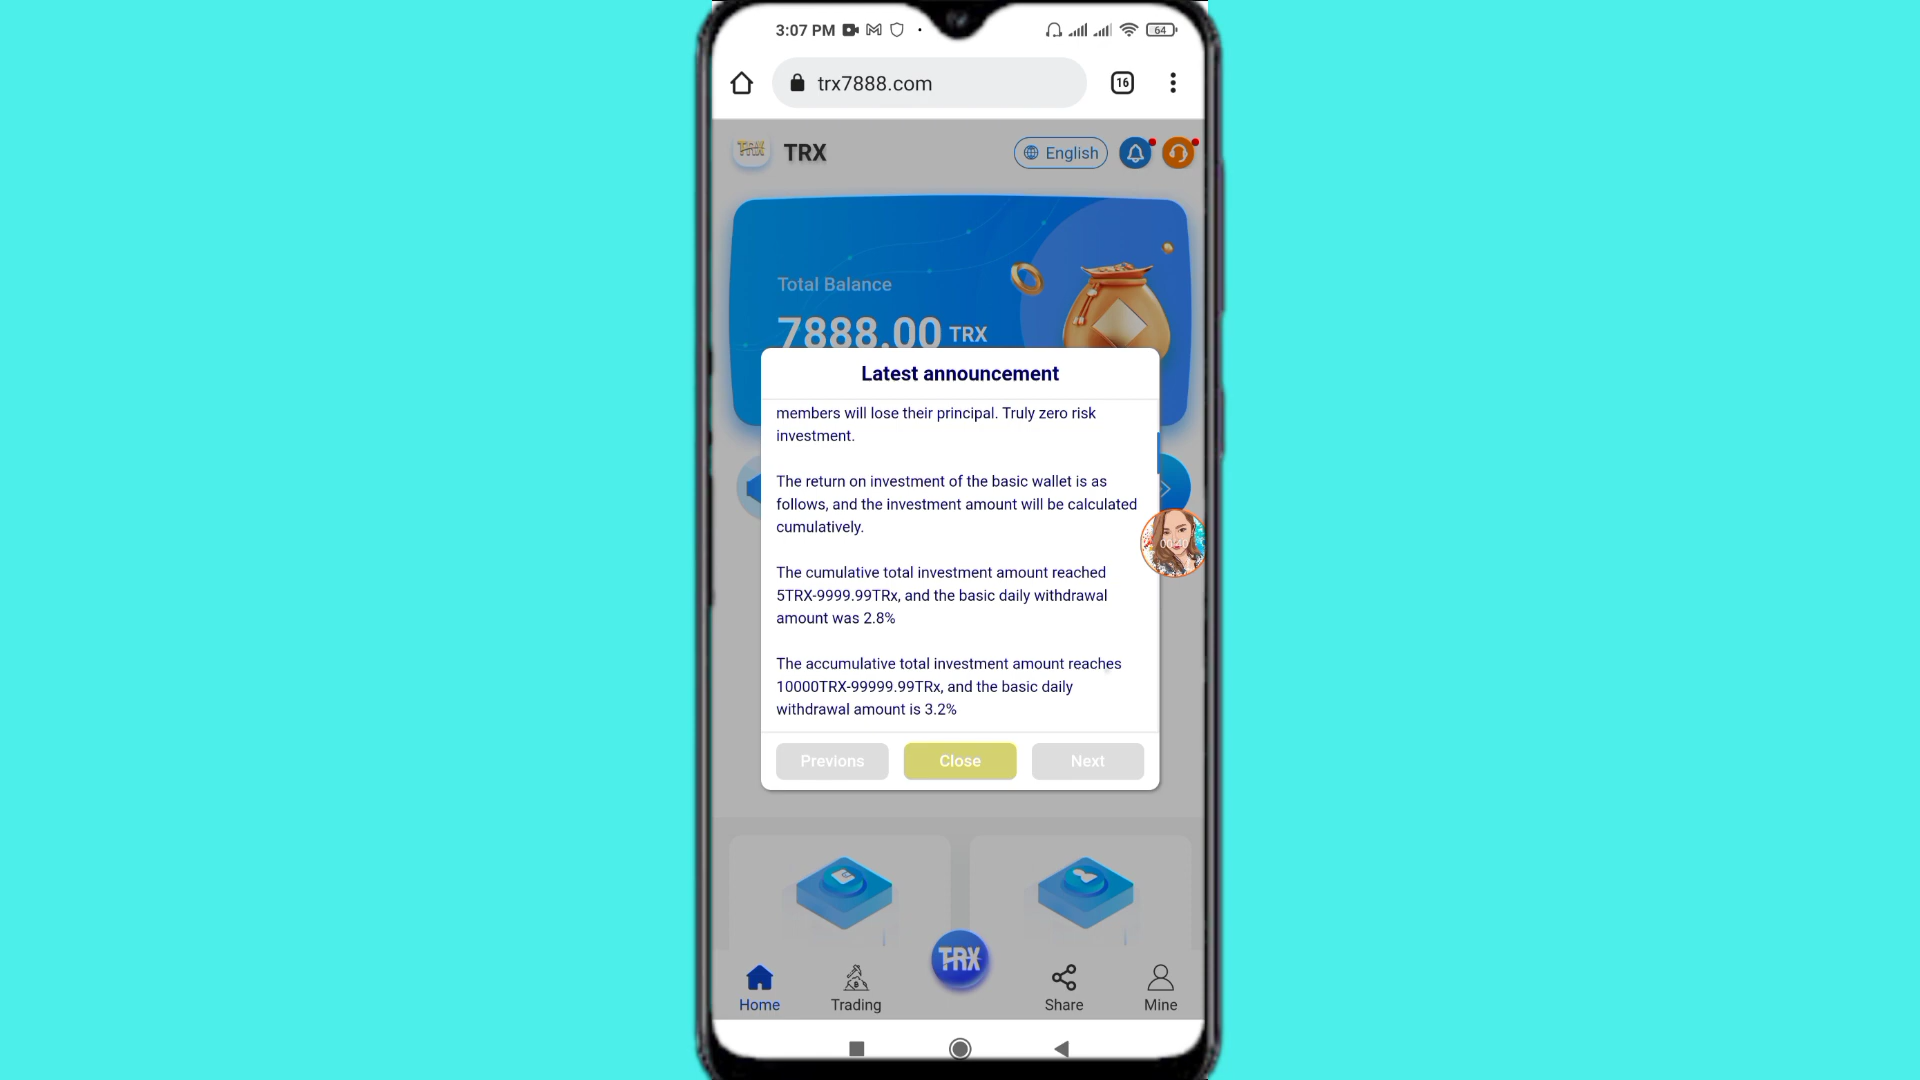 3:07 PM
64
trx7888.com
16
TRX
TRX
English
Total Balance
7888.00 TRX
Latest announcement
members will lose their principal. Truly zero risk
investment.
The return on investment of the basic wallet is as
follows, and the investment amount will be calculated
cumulatively.
The cumulative total investment amount reached
5TRX-9999.99TRx, and the basic daily withdrawal
amount was 2.8%
The accumulative total investment amount reaches
10000TRX-99999.99TRx, and the basic daily
withdrawal amount is 3.2%
Previons
Close
Next
TRX
Home
Trading
Share
Mine